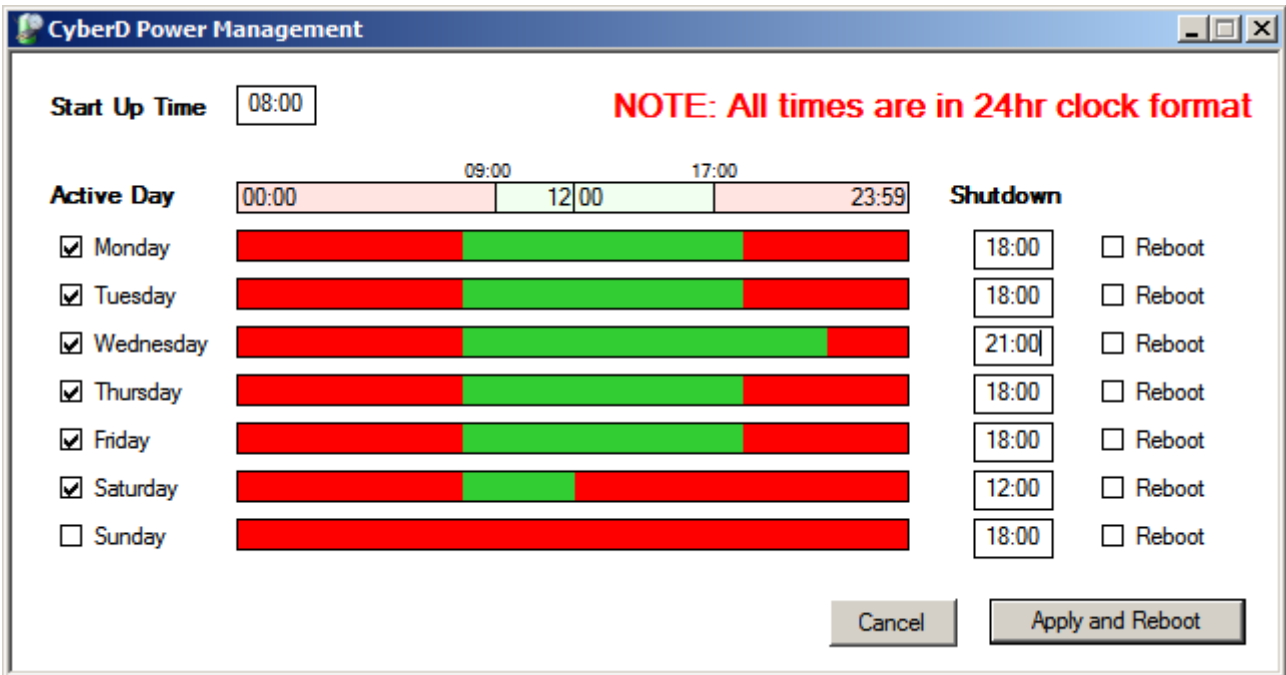 CyberD Power Management
Start Up Time 08:00 NOTE: All times are in 24hr clock format
09:00 17:00
Active Day 00:00 12 00 23:59 Shutdown
Monday 18:00 Reboot
Tuesday 18:00 Reboot
Wednesday 21:00 Reboot
Thursday 18:00 Reboot
Friday 18:00 Reboot
Saturday 12:00 Reboot
Sunday 18:00 Reboot
Cancel Apply and Reboot